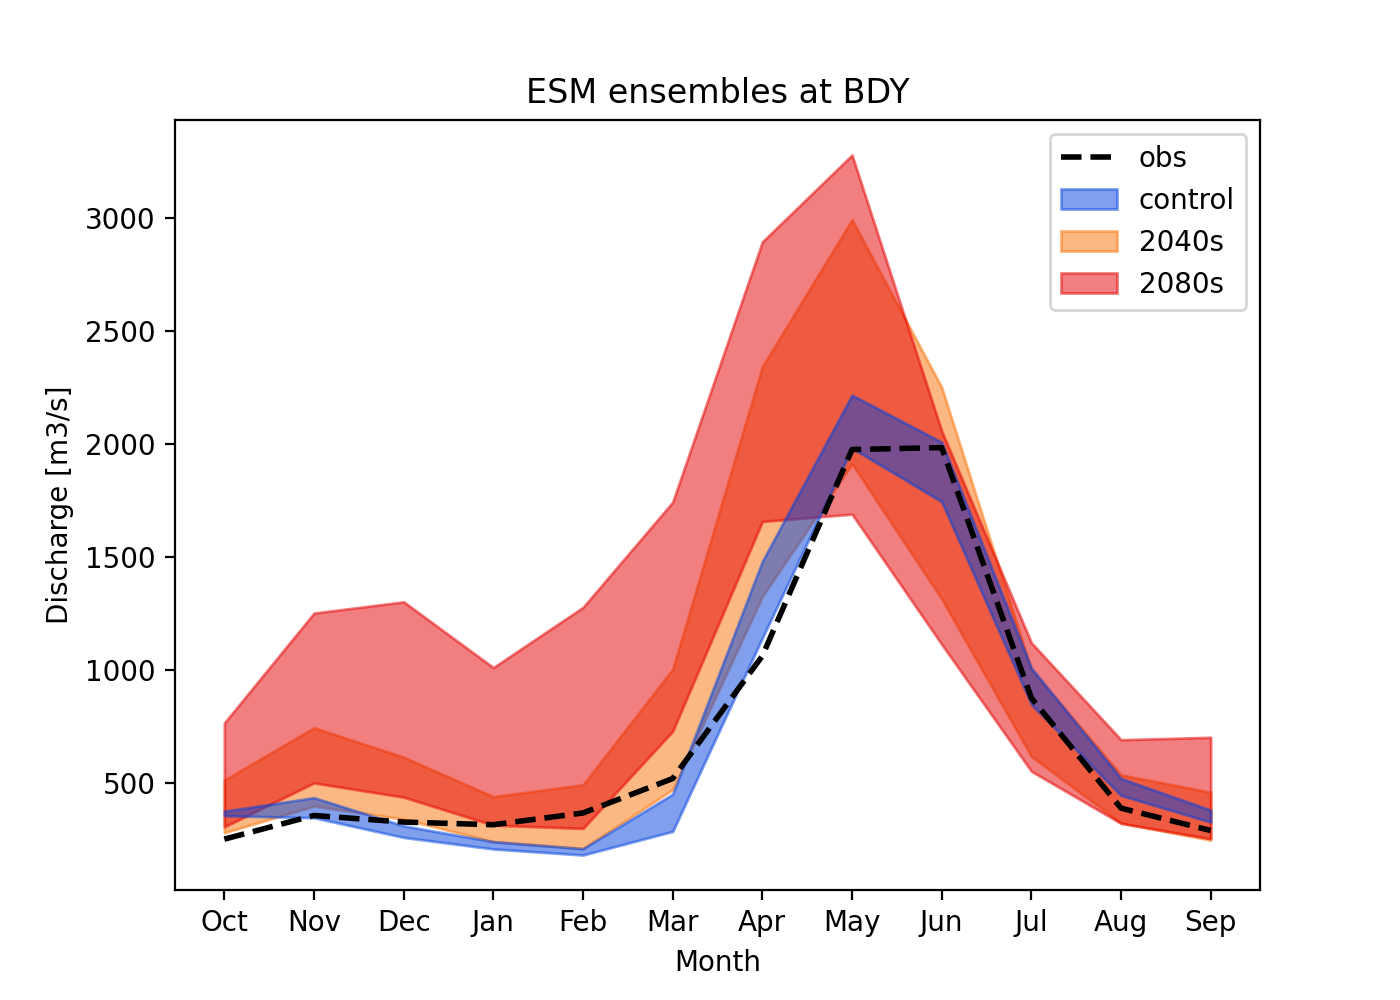 ESM ensembles at BDY
obs
control
2040s
2080s
3000
2500
2000
1500
1000
500
Discharge [m3/s]
Oct Nov Dec Jan Feb Mar Apr May Jun Jul Aug Sep
Month